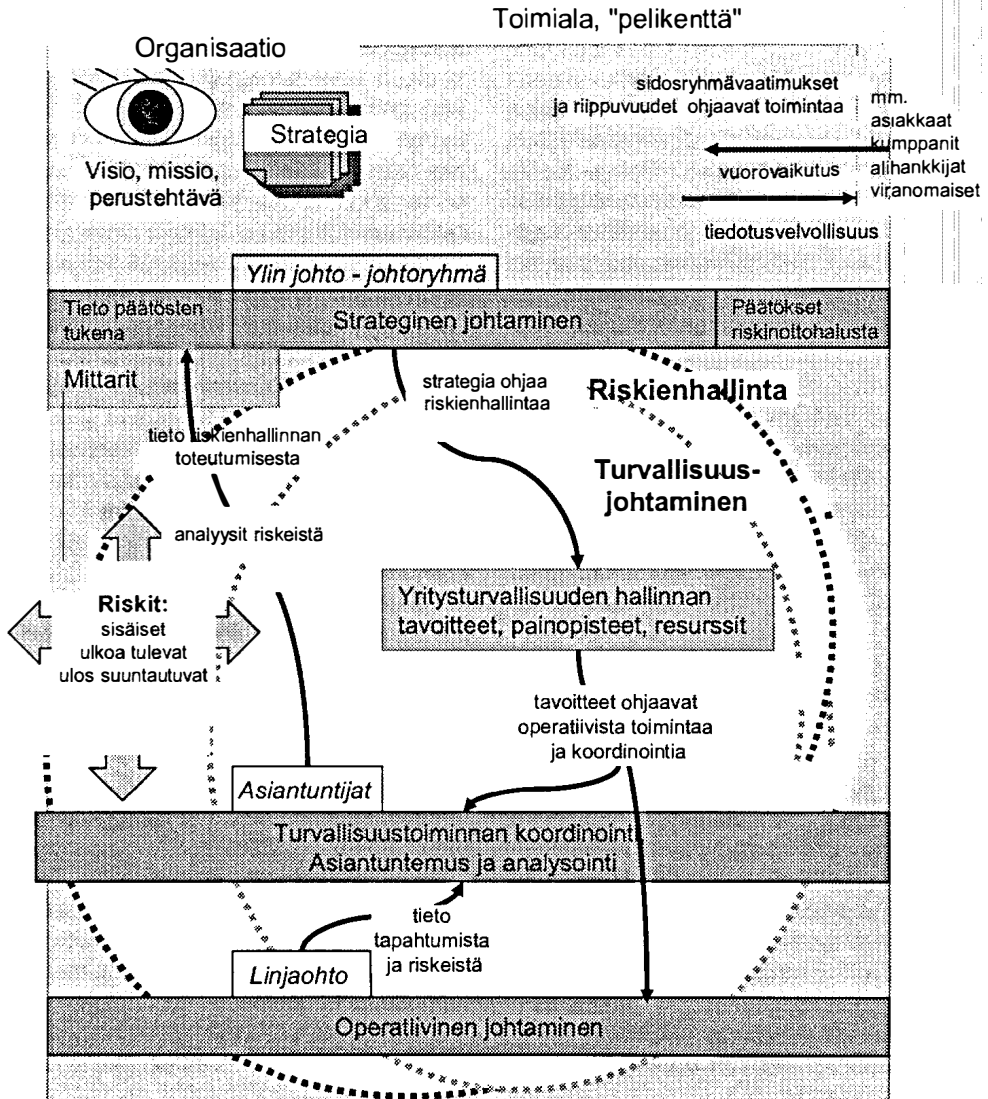 Toimiala, "pelikenttä"
Organisaatio
Strategia
Visio, missio,
perustehtävä
sidosryhmävaatimukset
ja riippuvuudet ohjaavat toimintaa
vuorovaikutus
tiedotusvelvollisuus
mm.
asiakkaat
kumppanit
alihankkijat
viranomaiset
Ylin johto - johtoryhmä
Tieto päätösten
tukena
Strateginen johtaminen
Päätökset
riskinottohalusta
Mittarit
strategia ohjaa
riskienhallintaa
Riskienhallinta
tieto riskienhallinnan
toteutumisesta
Turvallisuus-
johtaminen
analyysit riskeistä
Riskit:
sisäiset
ulkoa tulevat
ulos suuntautuvat
Yritysturvallisuuden hallinnan
tavoitteet, painopisteet, resurssit
tavoitteet ohjaavat
operatiivista toimintaa
ja koordinointia
Asiantuntijat
Turvallisuustoiminnan koordinointi
Asiantuntemus ja analysointi
tieto
tapahtumista
ja riskeistä
Linjaohto
Operatiivinen johtaminen